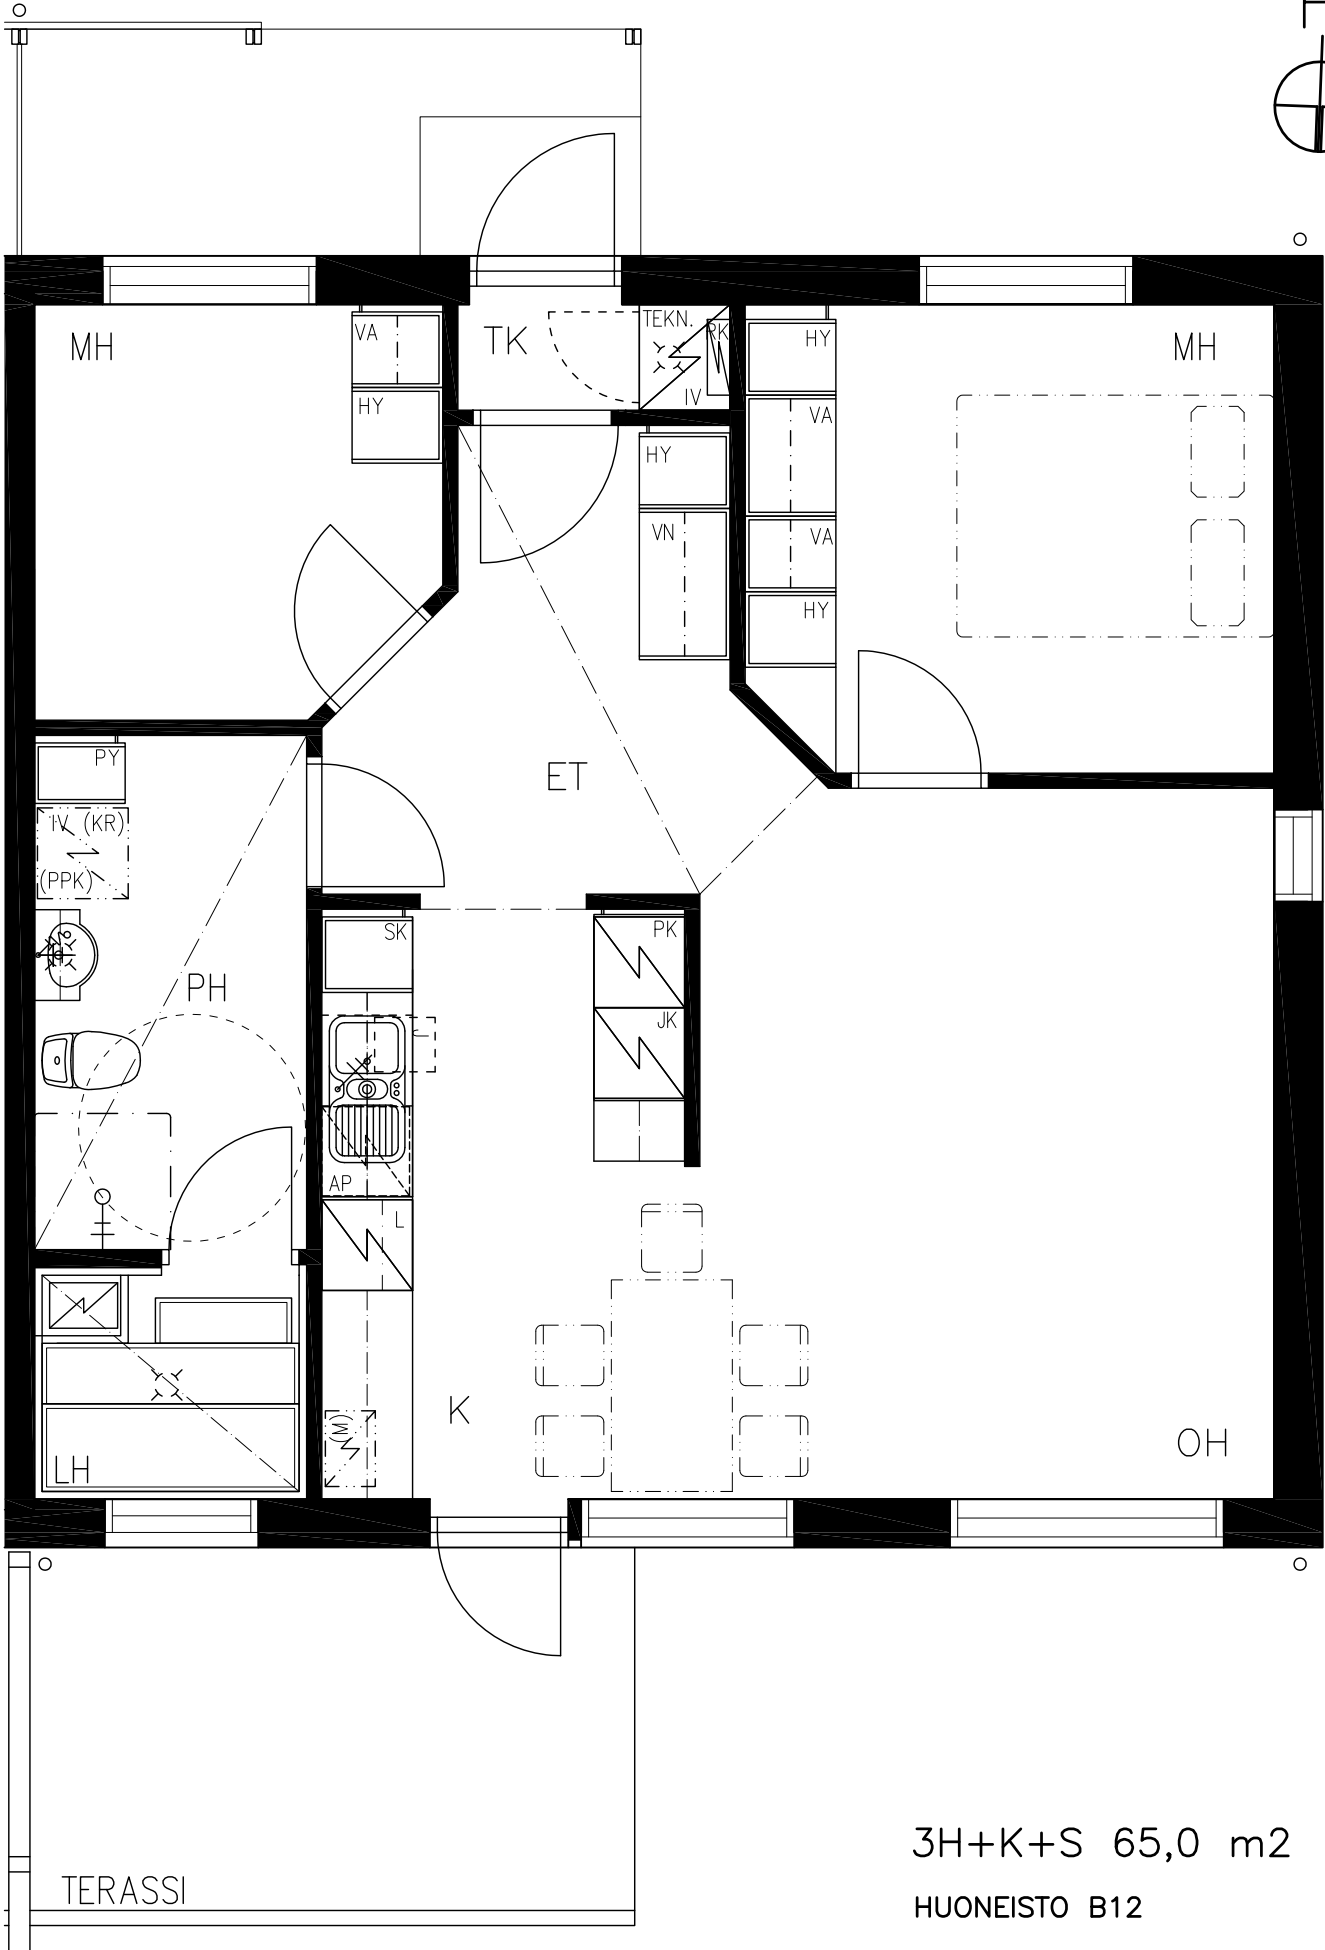 MH
VA
HY
TK
TEKN.
RK
IV
HY
VN
HY
VA
VA
HY
MH
ET
PY
IV (KR)
(PPK)
PH
SK
PK
JK
AP
L
K
(M)
LH
OH
TERASSI
3H+K+S 65,0 m2
HUONEISTO B12